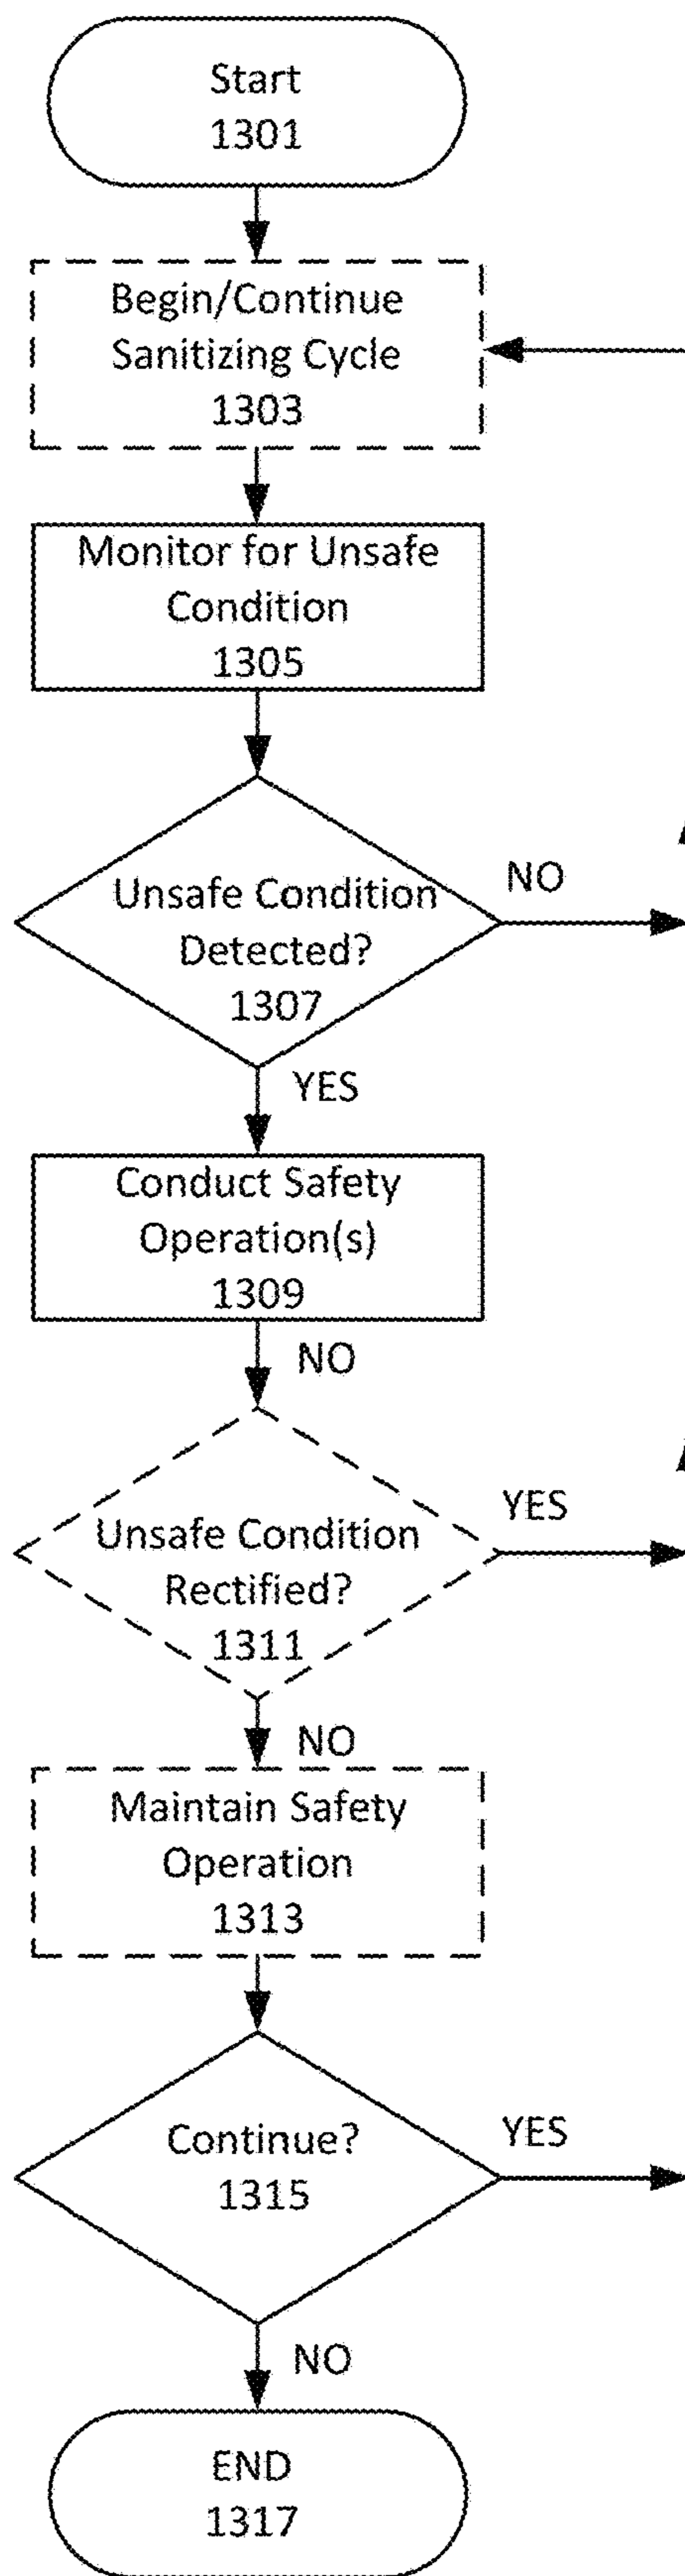 Start
1301
Begin/Continue
Sanitizing Cycle
1303
Monitor for Unsafe
Condition
1305
Unsafe Condition
Detected?
1307
NO
YES
Conduct Safety
Operation(s)
1309
NO
Unsafe Condition
Rectified?
1311
YES
NO
Maintain Safety
Operation
1313
Continue?
1315
YES
NO
END
1317